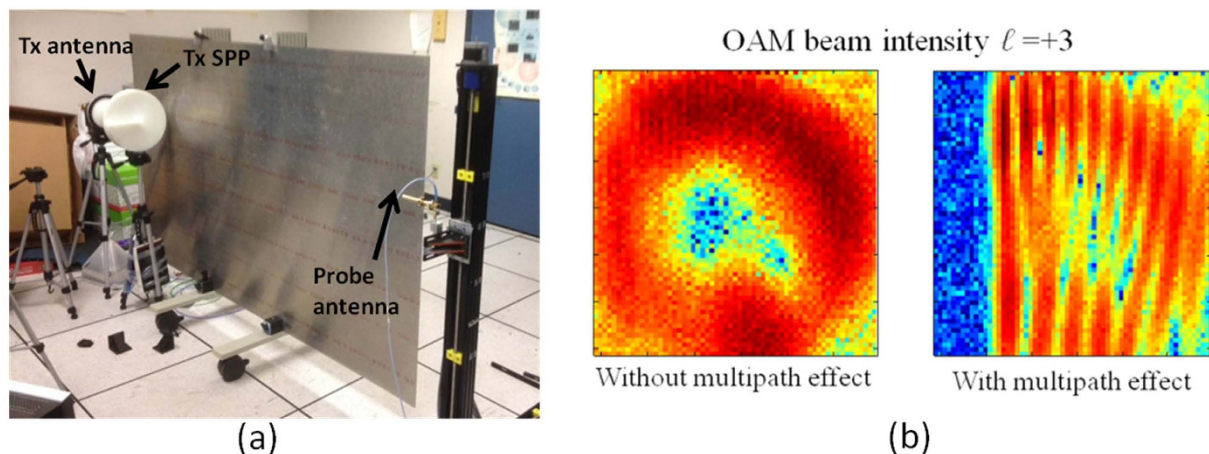 Tx antenna
Tx SPP
Probe
antenna
(a)
OAM beam intensity ℓ =+3
Without multipath effect
With multipath effect
(b)